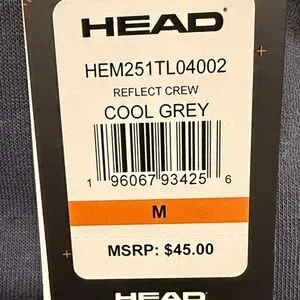 HEAD
HEM251TL04002
REFLECT CREW
COOL GREY
1 96067 93425 6
M
MSRP: $45.00
HEAD